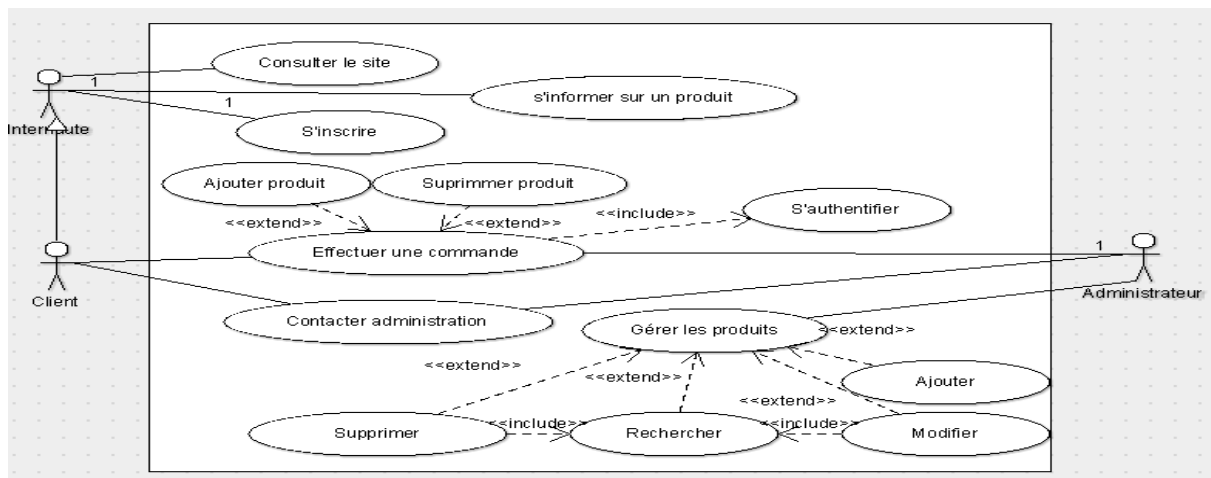 Consulter le site
1
s'informer sur un produit
1
Internaute
S'inscrire
Ajouter produit
Suprimmer produit
<<extend>>
<<extend>>
<<include>>
S'authentifier
Effectuer une commande
1
Client
Administrateur
Contacter administration
Gérer les produits
<<extend>>
<<extend>>
<<extend>>
Ajouter
<<extend>>
Supprimer
<<include>>
Rechercher
<<include>>
Modifier